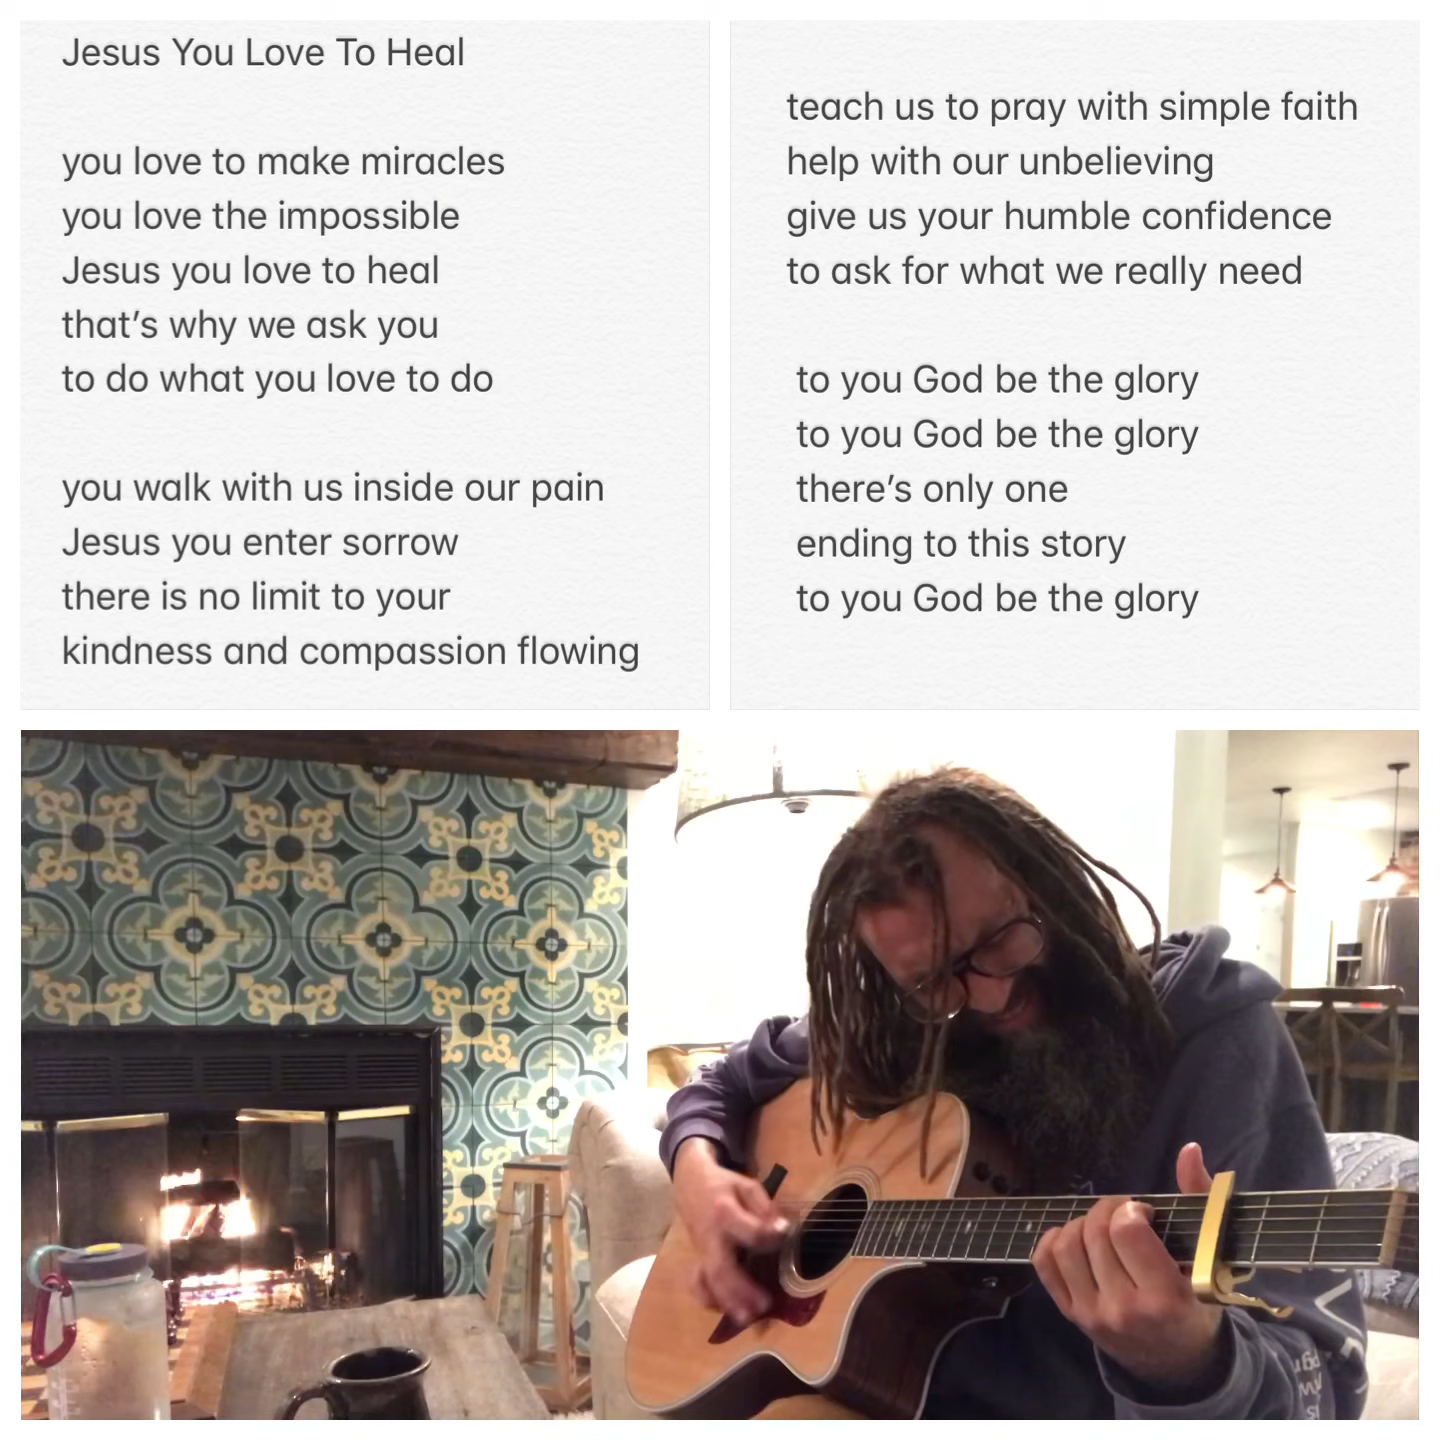 Jesus You Love To Heal
you love to make miracles
you love the impossible
Jesus you love to heal
that's why we ask you
to do what you love to do
you walk with us inside our pain
Jesus you enter sorrow
there is no limit to your
kindness and compassion flowing
teach us to pray with simple faith
help with our unbelieving
give us your humble confidence
to ask for what we really need
to you God be the glory
to you God be the glory
there's only one
ending to this story
to you God be the glory